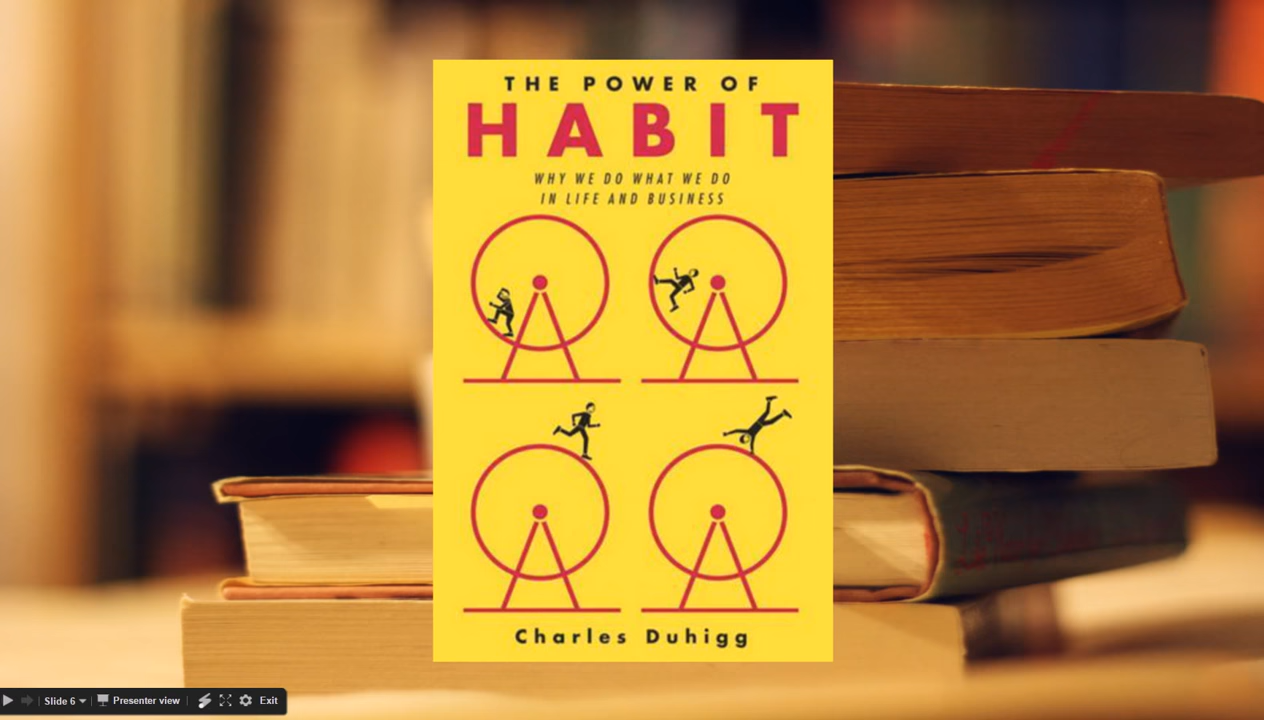 THE POWER OF
HABIT
WHY WE DO WHAT WE DO
IN LIFE AND BUSINESS
Charles Duhigg
Slide 6
Presenter view
Exit